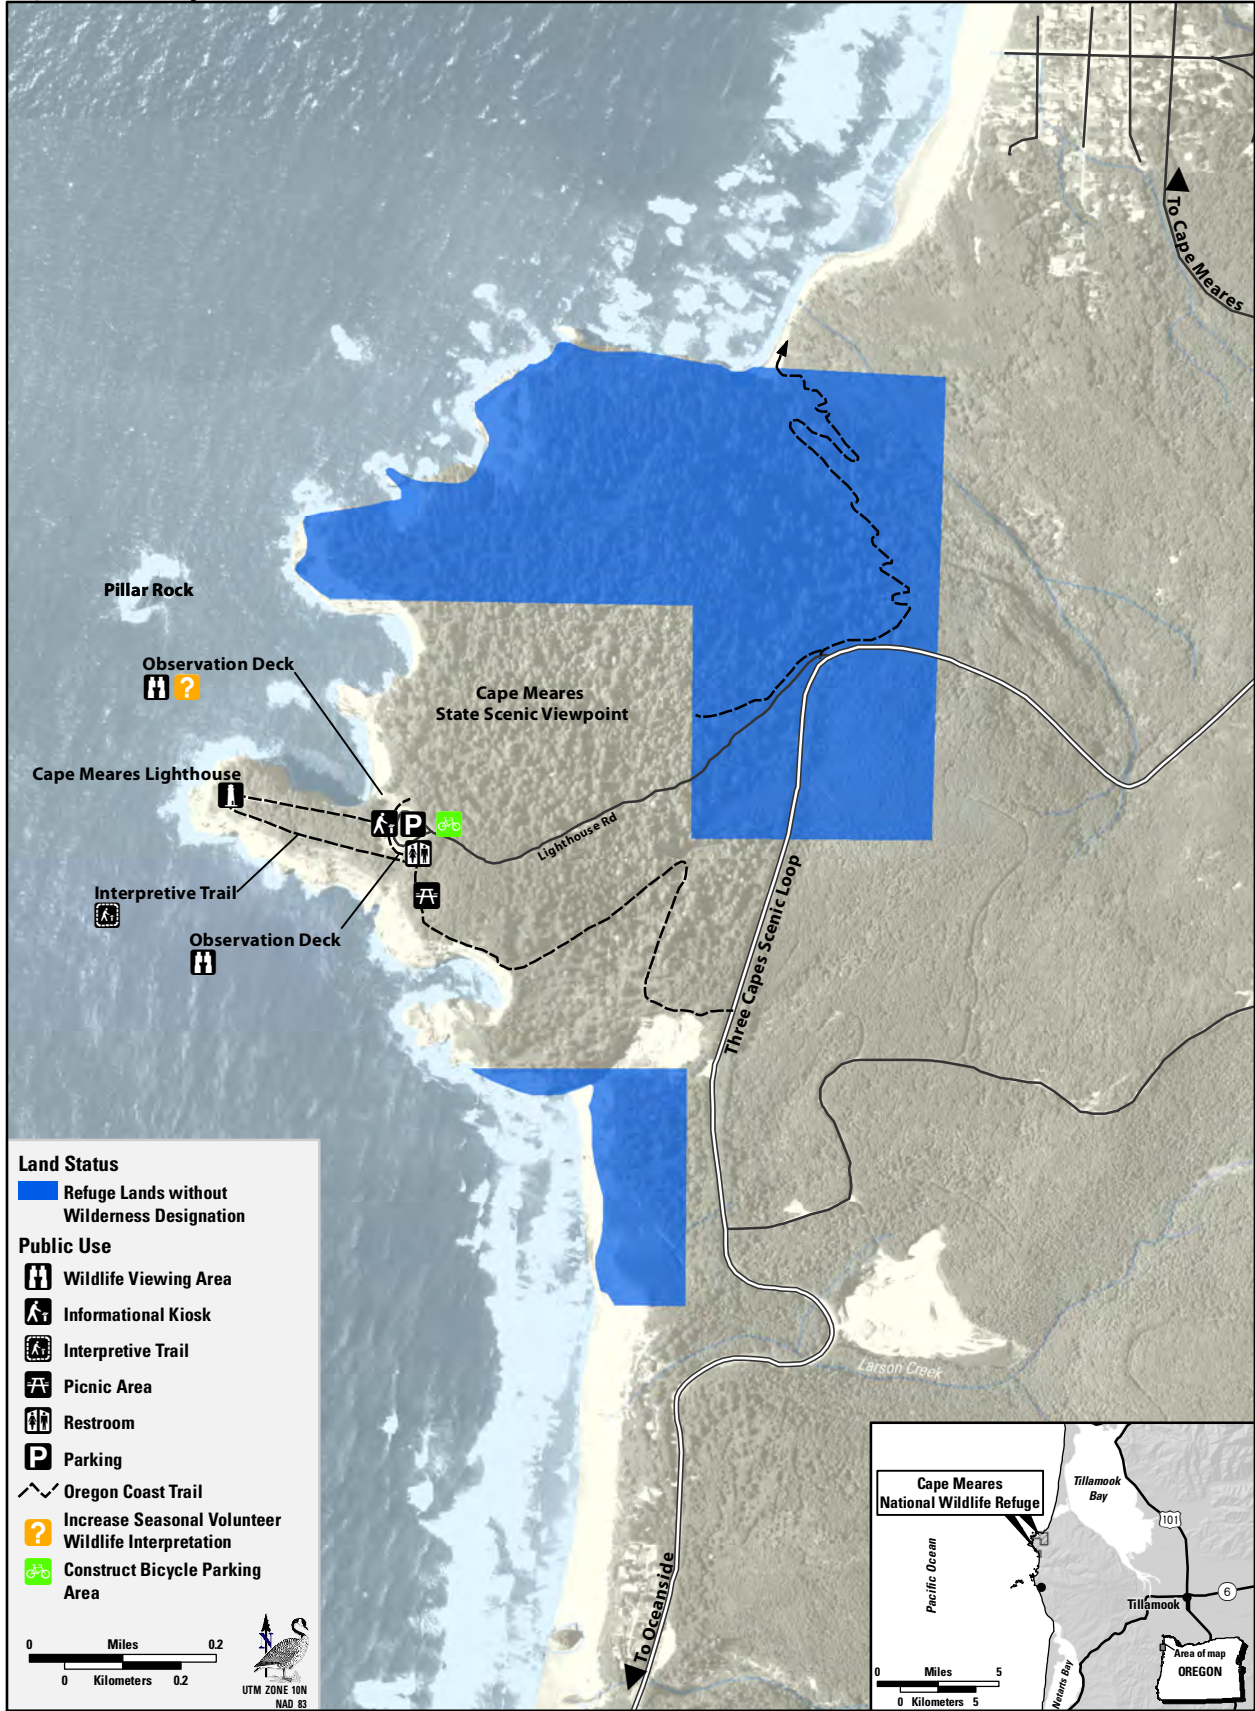 To Cape Meares
Pillar Rock
Observation Deck
?
Cape Meares
State Scenic Viewpoint
Cape Meares Lighthouse
P
Lighthouse Rd
Interpretive Trail
Observation Deck
Three Capes Scenic Loop
Larson Creek
To Oceanside
Land Status
Refuge Lands without
Wilderness Designation
Public Use
Wildlife Viewing Area
Informational Kiosk
Interpretive Trail
Picnic Area
Restroom
P Parking
Oregon Coast Trail
? Increase Seasonal Volunteer
Wildlife Interpretation
Construct Bicycle Parking
Area
0 Miles 0.2
0 Kilometers 0.2
N
UTM ZONE 10N
NAD 83
Cape Meares
National Wildlife Refuge
Tillamook
Bay
101
Pacific Ocean
6
Tillamook
Netarts Bay
0 Miles 5
0 Kilometers 5
Area of map
OREGON